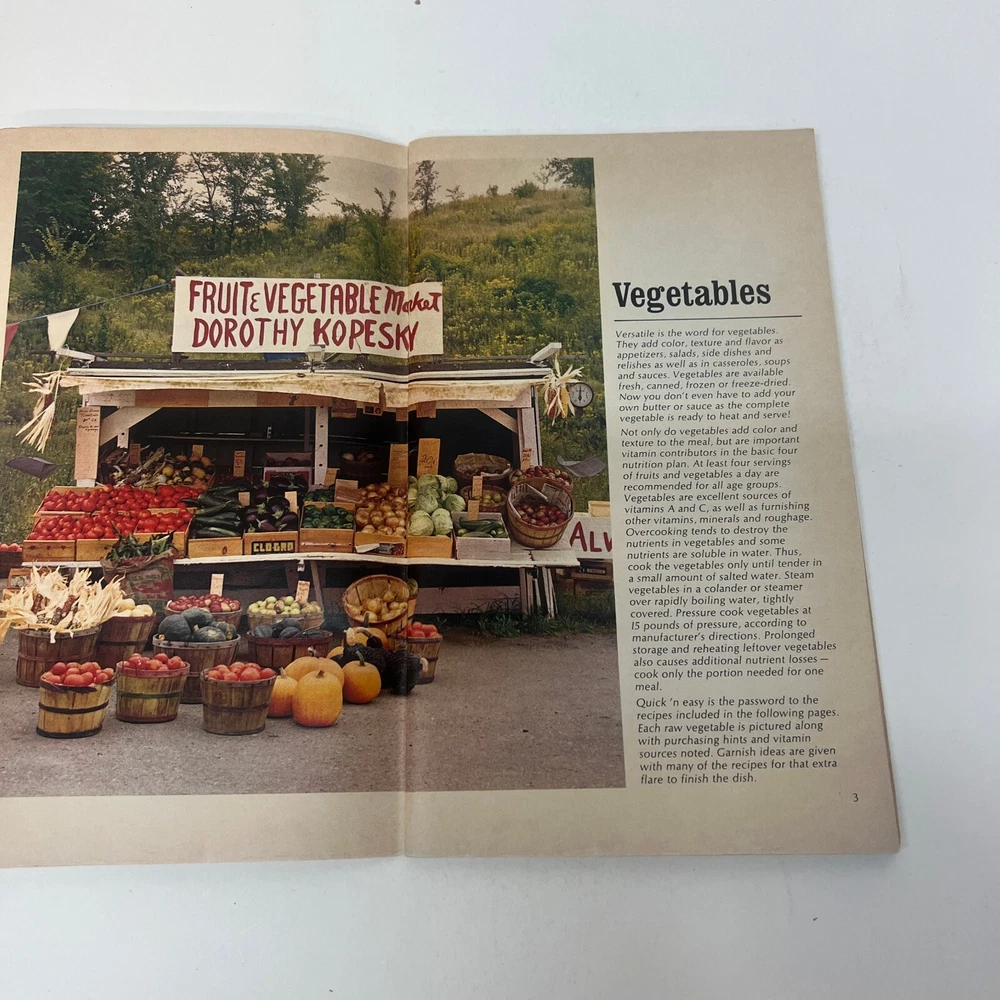 FRUIT & VEGETABLE Market
DOROTHY KOPESKY
CLO-GRO
ALW
Vegetables
Versatile is the word for vegetables.
They add color, texture and flavor as
appetizers, salads, side dishes and
relishes as well as in casseroles, soups
and sauces. Vegetables are available
fresh, canned, frozen or freeze-dried.
Now you don't even have to add your
own butter or sauce as the complete
vegetable is ready to heat and serve!
Not only do vegetables add color and
texture to the meal, but are important
vitamin contributors in the basic four
nutrition plan. At least four servings
of fruits and vegetables a day are
recommended for all age groups.
Vegetables are excellent sources of
vitamins A and C, as well as furnishing
other vitamins, minerals and roughage.
Overcooking tends to destroy the
nutrients in vegetables and some
nutrients are soluble in water. Thus,
cook the vegetables only until tender in
a small amount of salted water. Steam
vegetables in a colander or steamer
over rapidly boiling water, tightly
covered. Pressure cook vegetables at
15 pounds of pressure, according to
manufacturer's directions. Prolonged
storage and reheating leftover vegetables
also causes additional nutrient losses —
cook only the portion needed for one
meal.
Quick 'n easy is the password to the
recipes included in the following pages.
Each raw vegetable is pictured along
with purchasing hints and vitamin
sources noted. Garnish ideas are given
with many of the recipes for that extra
flare to finish the dish.
3